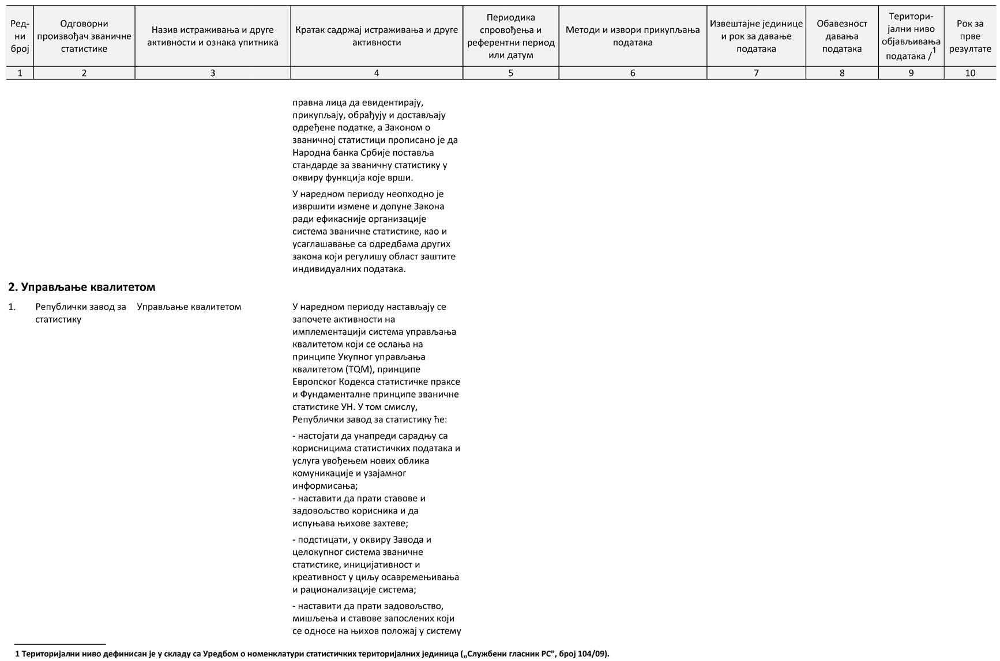 Ред-
ни
број
Одговорни
произвођач званичне
статистике
Назив истраживања и друге
активности и ознака упитника
Кратак садржај истраживања и друге
активности
Периодика
спровођења и
референтни период
или датум
Методи и извори прикупљања
података
Извештајне јединице
и рок за давање
података
Обавезност
давања
података
Територи-
јални ниво
објављивања
података /1
Рок за
прве
резултате
1 2 3 4 5 6 7 8 9 10
правна лица да евидентирају,
прикупљају, обрађују и достављају
одређене податке, а Законом о
званичној статистици прописано је да
Народна банка Србије поставља
стандарде за званичну статистику у
оквиру функција које врши.
У наредном периоду неопходно је
извршити измене и допуне Закона
ради ефикасније организације
система званичне статистике, као и
усаглашавање са одредбама других
закона који регулишу област заштите
индивидуалних података.
2. Управљање квалитетом
1. Републички завод за Управљање квалитетом У наредном периоду настављају се
статистику започете активности на
имплементацији система управљања
квалитетом који се ослања на
принципе Укупног управљања
квалитетом (TQM), принципе
Европског Кодекса статистичке праксе
и Фундаменталне принципе званичне
статистике УН. У том смислу,
Републички завод за статистику ће:
- настојати да унапреди сарадњу са
корисницима статистичких података и
услуга увођењем нових облика
комуникације и узајамног
информисања;
- наставити да прати ставове и
задовољство корисника и да
испуњава њихове захтеве;
- подстицати, у оквиру Завода и
целокупног система званичне
статистике, иницијативност и
креативност у циљу осавремењивања
и рационализације система;
- наставити да прати задовољство,
мишљења и ставове запослених који
се односе на њихов положај у систему
1 Територијални ниво дефинисан је у складу са Уредбом о номенклатури статистичких територијалних јединица („Службени гласник РС”, број 104/09).